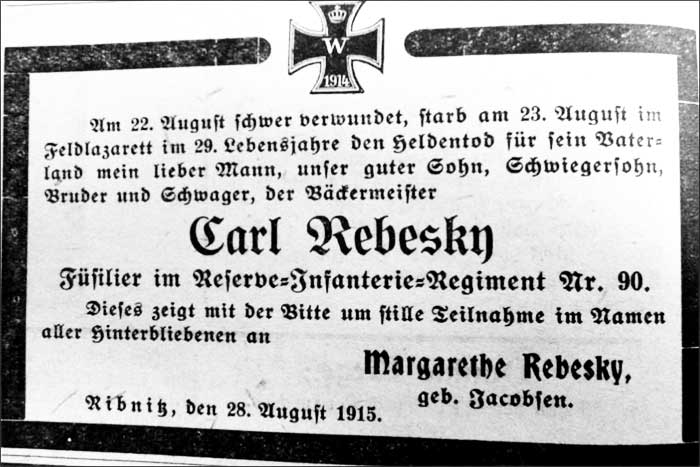 W
1914
Am 22. August schwer verwundet, starb am 23. August im
Feldlazarett im 29. Lebensjahre den Heldentod für sein Vater-
land mein lieber Mann, unser guter Sohn, Schwiegersohn,
Bruder und Schwager, der Bäckermeister
Carl Rebesky
Füsilier im Reserve-Infanterie-Regiment Nr. 90.
Dieses zeigt mit der Bitte um stille Teilnahme im Namen
aller Hinterbliebenen an
Margarethe Rebesky,
geb. Jacobsen.
Ribnitz, den 28. August 1915.